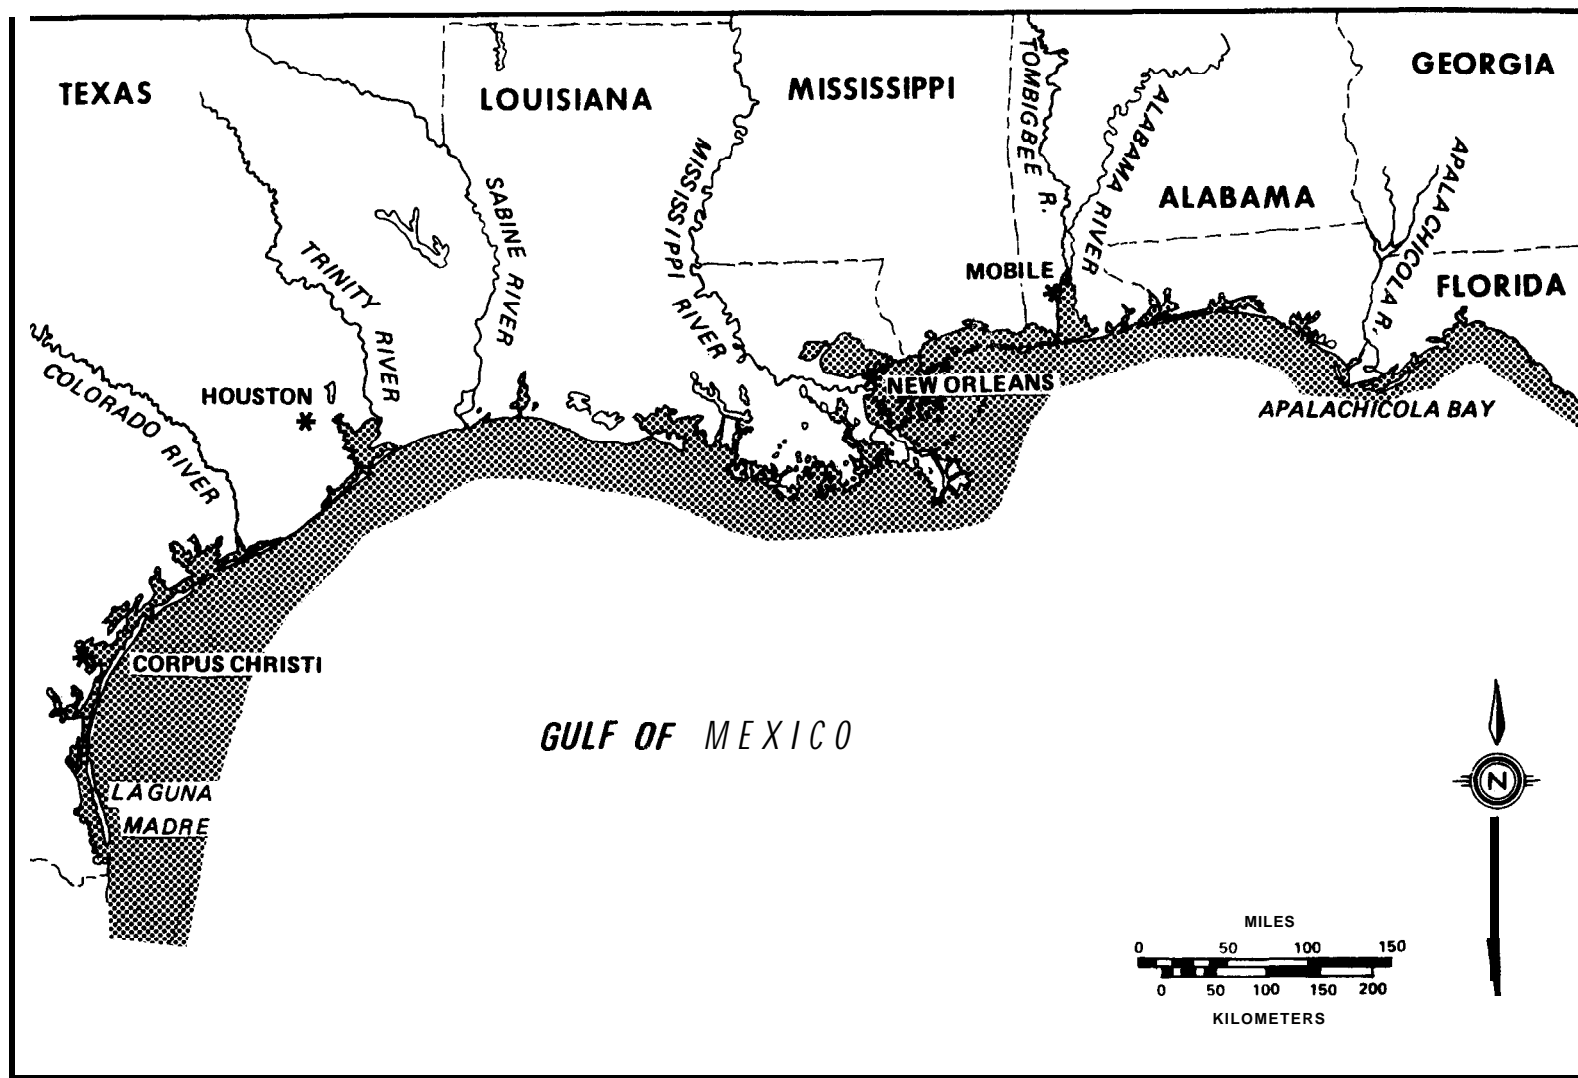 TEXAS
LOUISIANA
MISSISSIPPI
GEORGIA
ALABAMA
FLORIDA
TOMBIGBEE R.
ALABAMA RIVER
APALACHICOLA R.
MISSISSIPPI RIVER
SABINE RIVER
TRINITY RIVER
COLORADO RIVER
MOBILE
HOUSTON
NEW ORLEANS
APALACHICOLA BAY
CORPUS CHRISTI
GULF OF MEXICO
LAGUNA
MADRE
N
MILES
0 50 100 150
0 50 100 150 200
KILOMETERS